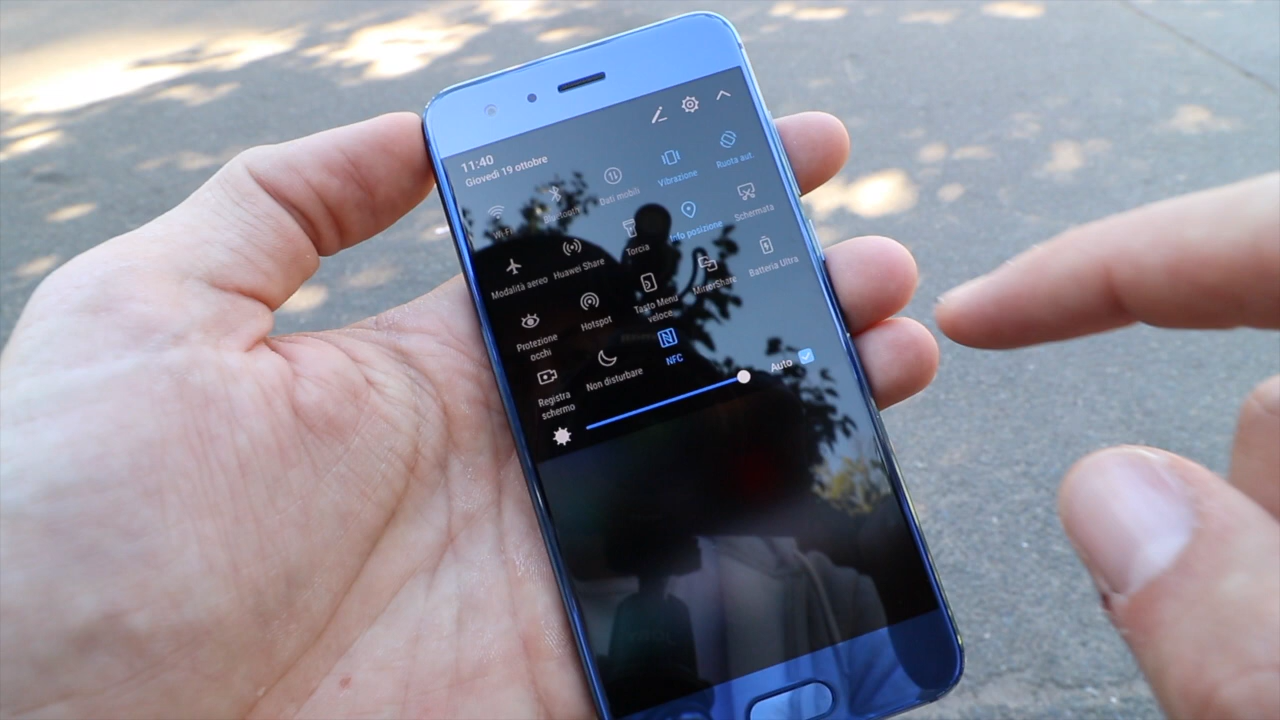 11:40
Giovedì 19 ottobre
Wi-Fi
Bluetooth
Dati mobili
Vibrazione
Ruota aut.
Modalità aereo
Huawei Share
Torcia
Info posizione
Schermata
Protezione
occhi
Hotspot
Tasto Menu
veloce
MirrorShare
Batteria Ultra
Registra
schermo
Non disturbare
NFC
Auto